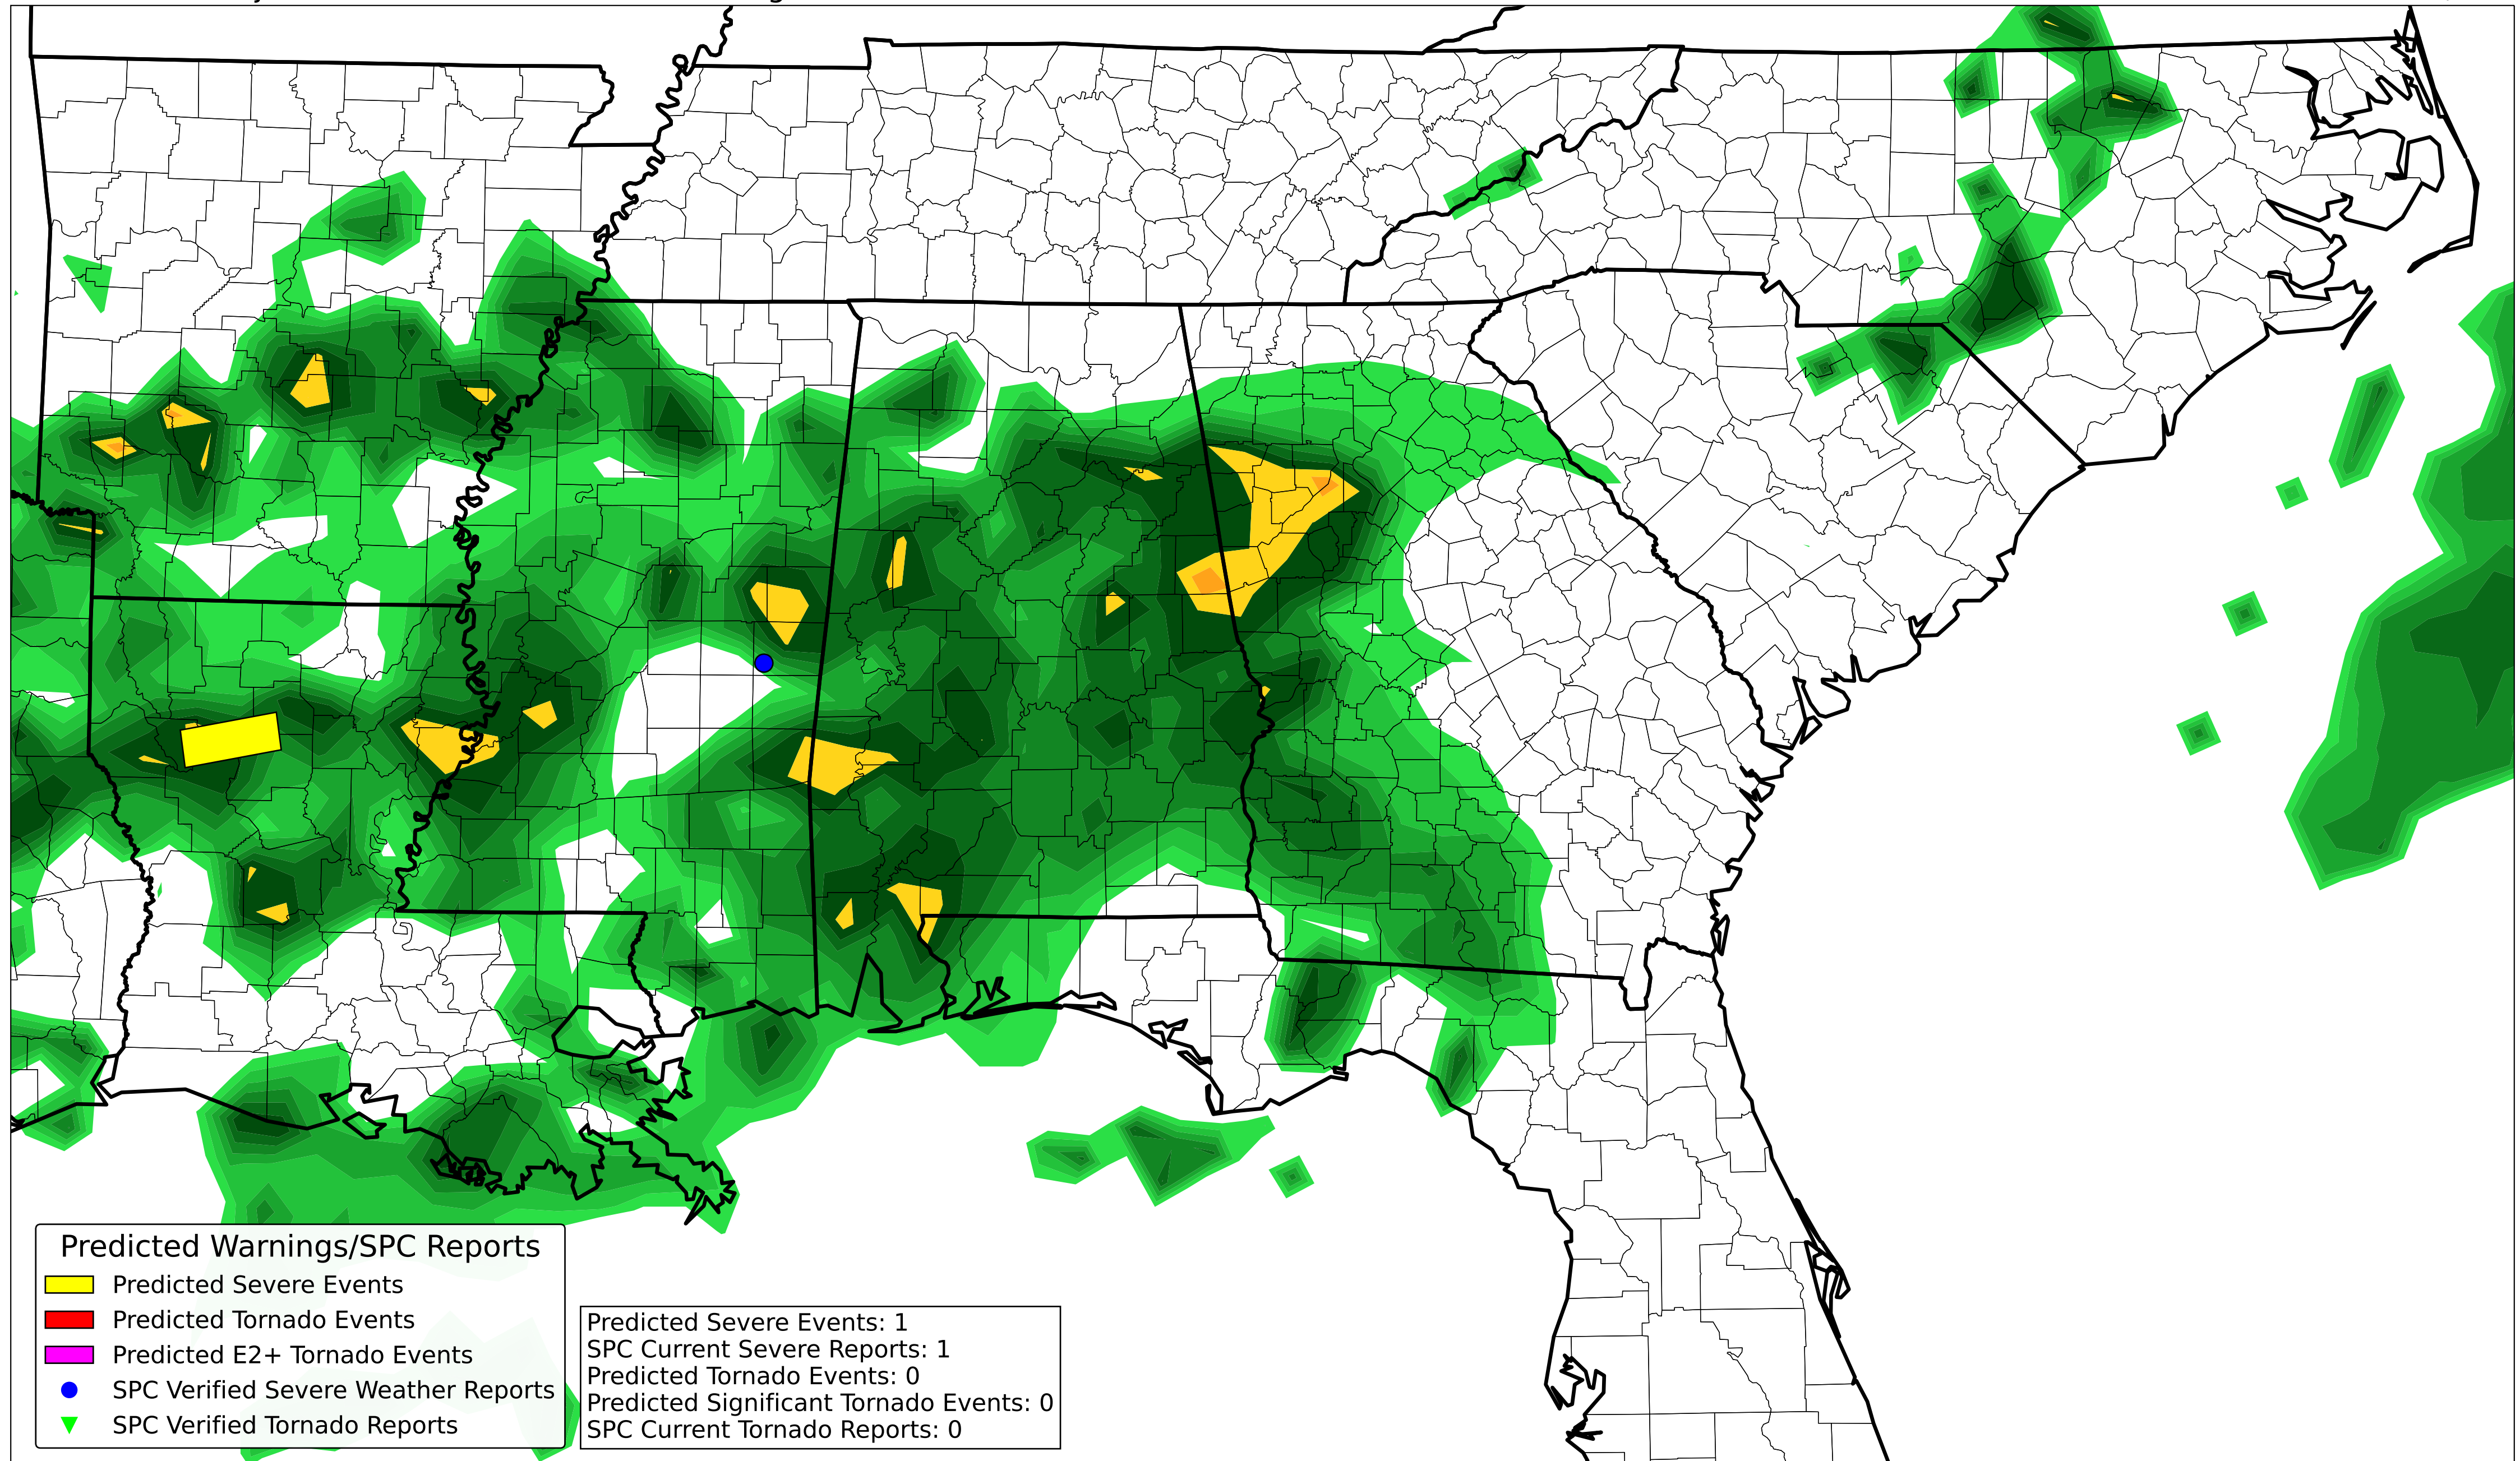 Predicted Warnings/SPC Reports
Predicted Severe Events
Predicted Tornado Events
Predicted E2+ Tornado Events
SPC Verified Severe Weather Reports
SPC Verified Tornado Reports
Predicted Severe Events: 1
SPC Current Severe Reports: 1
Predicted Tornado Events: 0
Predicted Significant Tornado Events: 0
SPC Current Tornado Reports: 0